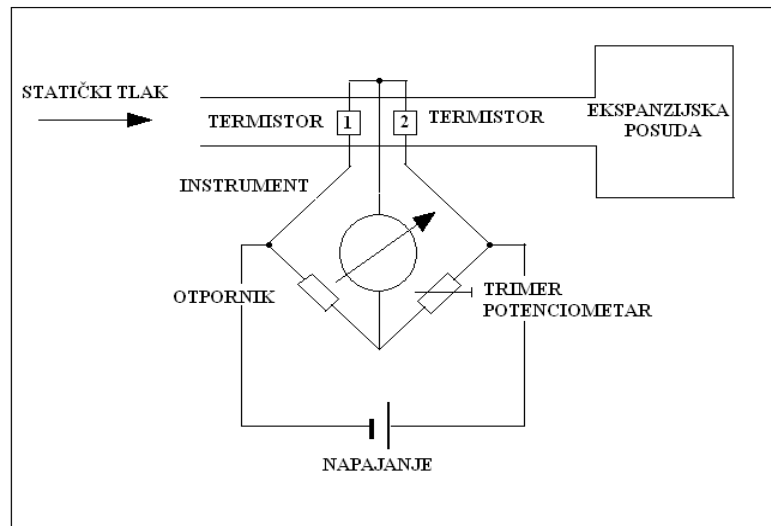 STATIČKI TLAK
TERMISTOR
1
2
TERMISTOR
EKSPANZIJSKA
POSUDA
INSTRUMENT
OTPORNIK
TRIMER
POTENCIOMETAR
NAPAJANJE